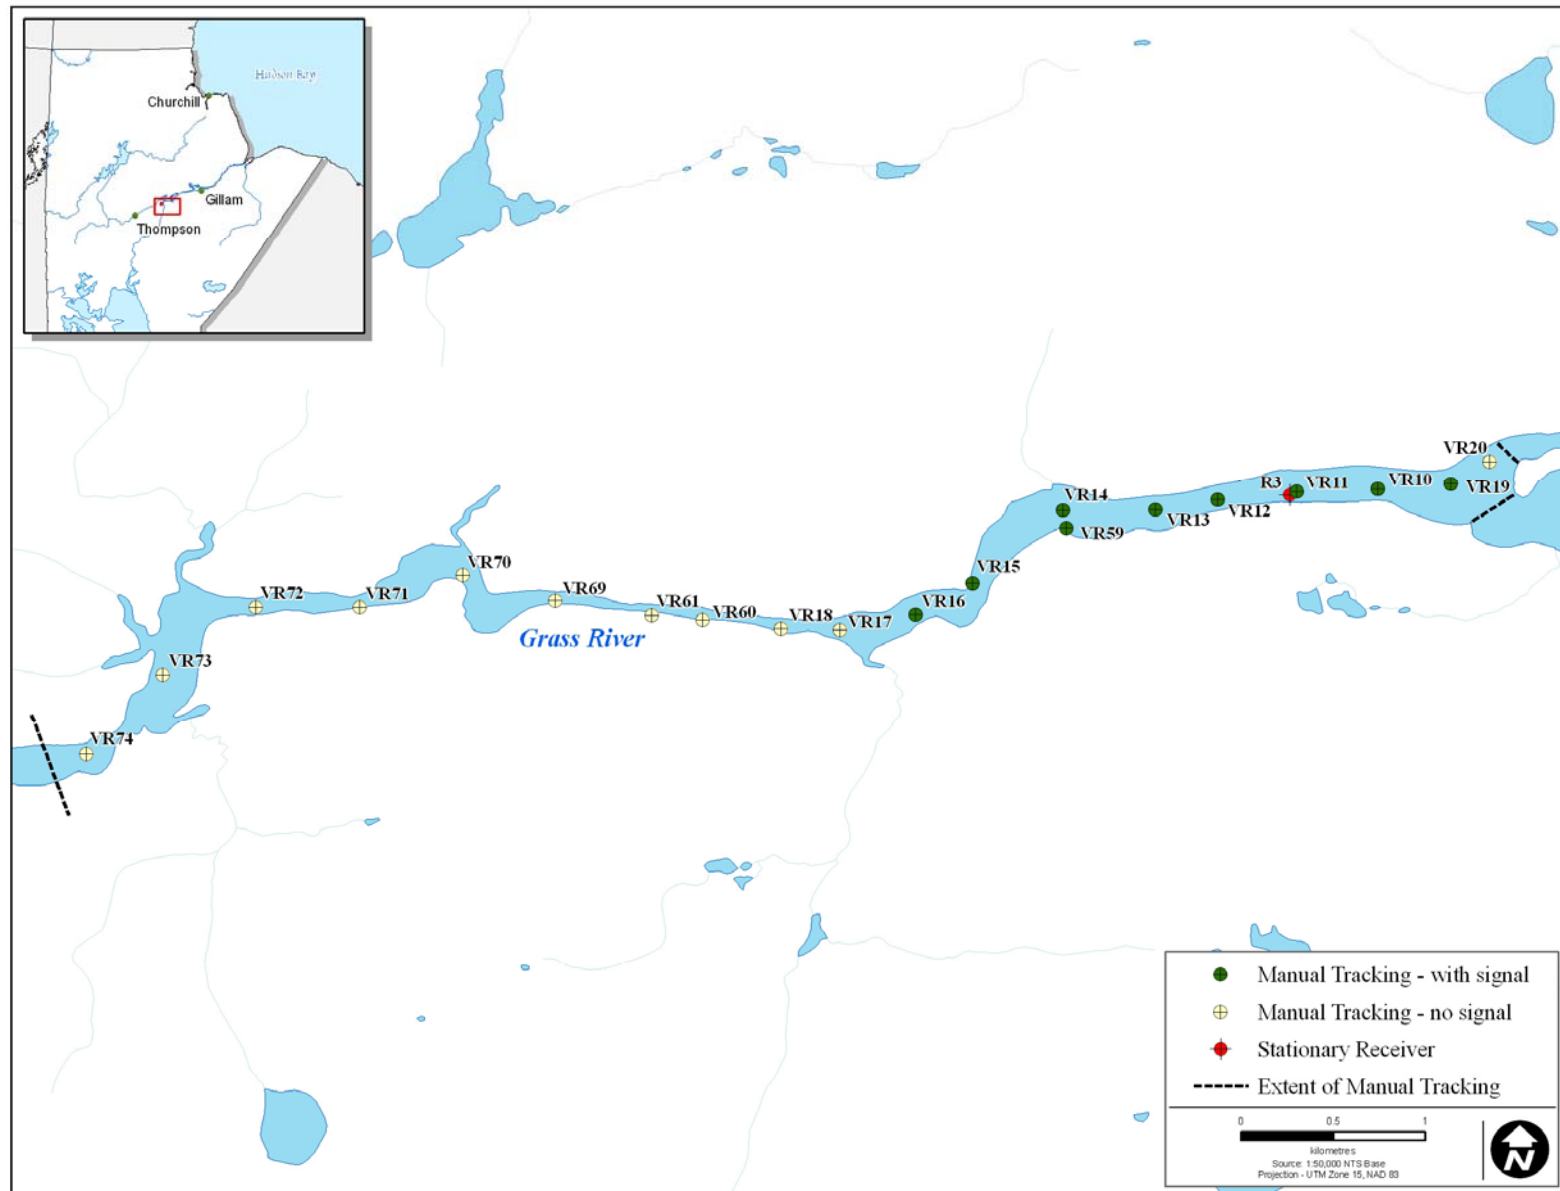 Hudson Bay
Churchill
Gillam
Thompson
VR20
R3
VR11
VR10
VR19
VR14
VR12
VR13
VR59
VR15
VR70
VR16
VR72
VR71
VR69
VR61
VR60
VR18
VR17
Grass River
VR73
VR74
Manual Tracking - with signal
Manual Tracking - no signal
Stationary Receiver
Extent of Manual Tracking
0 0.5 1
kilometres
Source: 1:50,000 NTS Base
Projection - UTM Zone 15, NAD 83
N